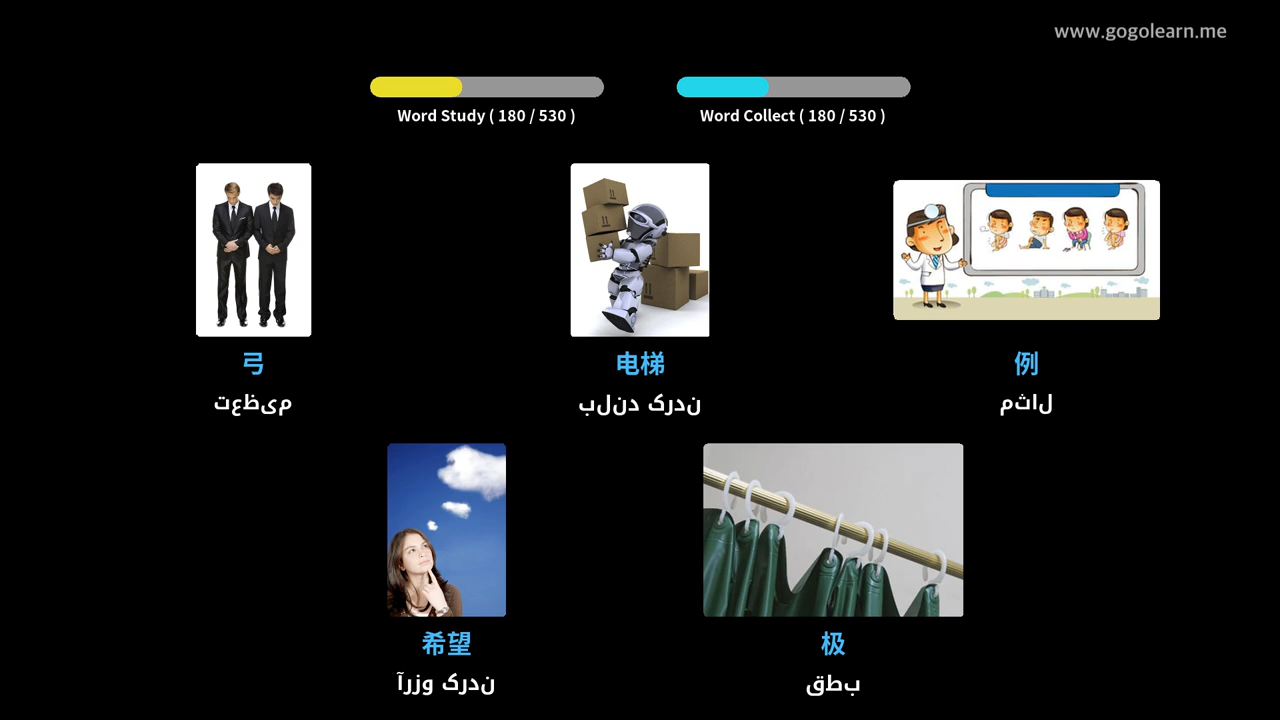 www.gogolearn.me
Word Study ( 180 / 530 )
Word Collect ( 180 / 530 )
弓
电梯
例
میظعت
ندرک دنلب
لاثم
希望
极
ندرک وزرآ
بطق